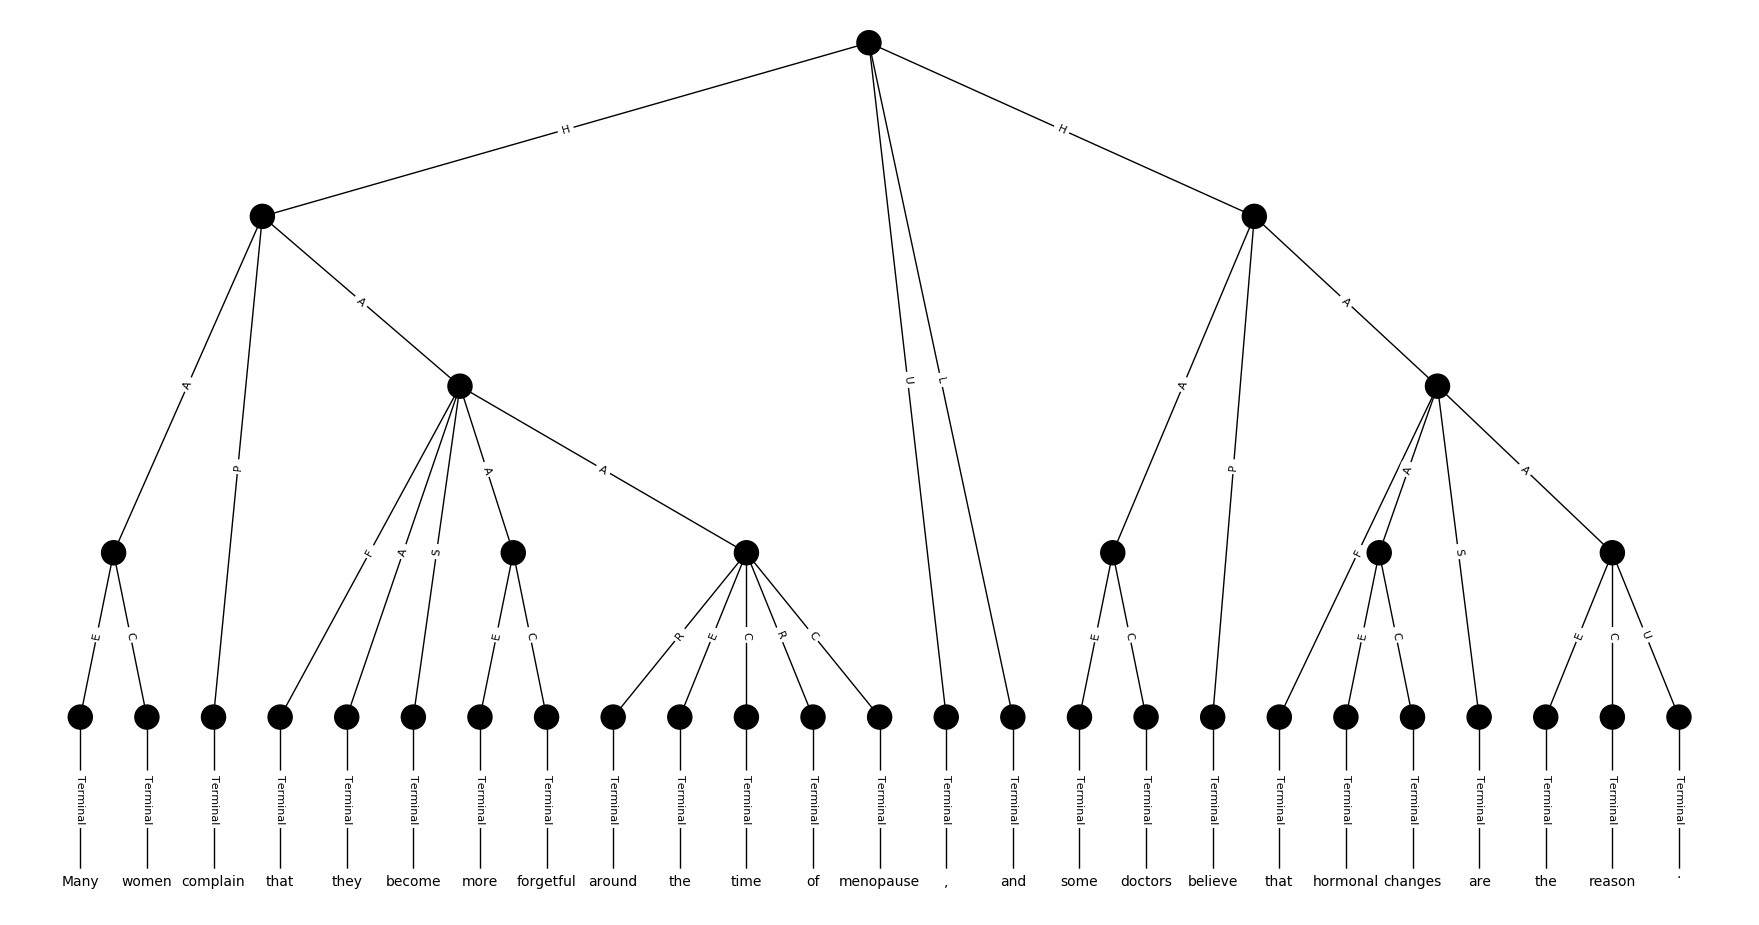 H H
A A
A P A P
A A A A
F A S F S
E C E C R E C R C E C E C E C U
U L
Terminal Terminal Terminal Terminal Terminal Terminal Terminal Terminal Terminal Terminal Terminal Terminal Terminal Terminal Terminal Terminal Terminal Terminal Terminal Terminal Terminal Terminal Terminal Terminal Terminal
Many women complain that they become more forgetful around the time of menopause , and some doctors believe that hormonal changes are the reason .